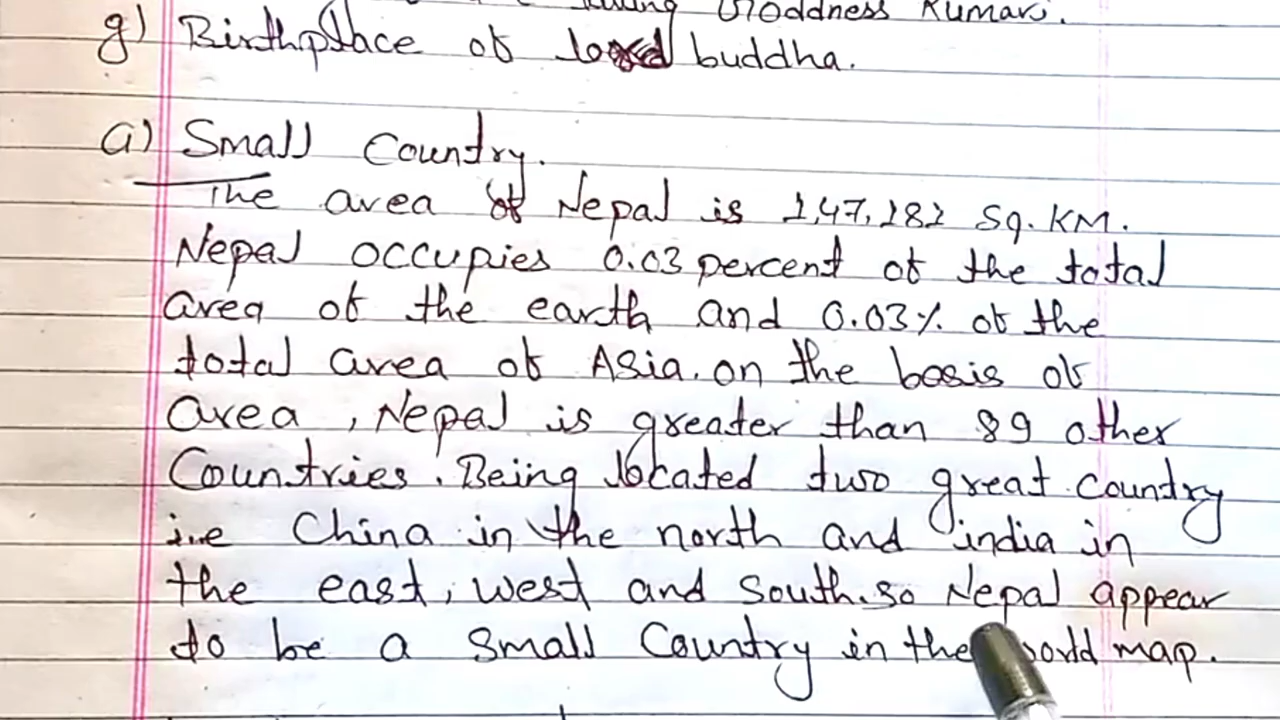 Goddness Kumari.
g) Birthplace of lord buddha.
a) Small Country.
The area of Nepal is 1,47,181 Sq. KM.
Nepal occupies 0.03 percent of the total
area of the earth and 0.03% of the
total area of Asia. on the basis of
area, Nepal is greater than 89 other
Countries. Being located two great country
i.e China in the north and india in
the east, west and South. so Nepal appear
to be a Small Country in the map.